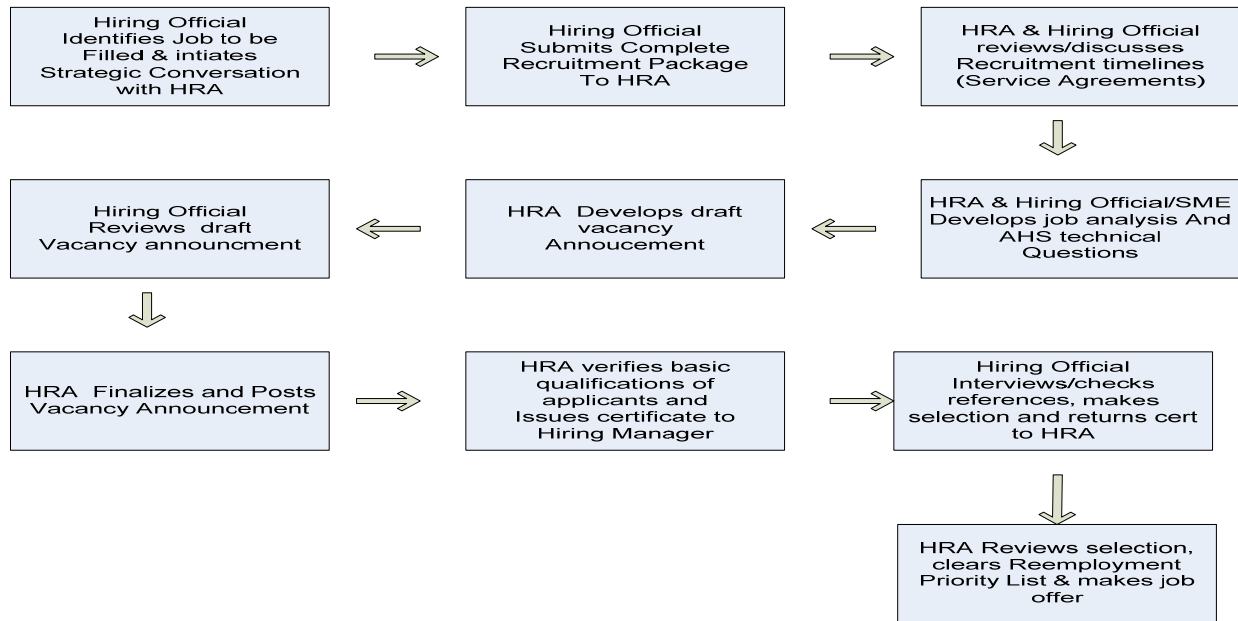 Hiring Official
Identifies Job to be
Filled & intiates
Strategic Conversation
with HRA
Hiring Official
Submits Complete
Recruitment Package
To HRA
HRA & Hiring Official
reviews/discusses
Recruitment timelines
(Service Agreements)
HRA & Hiring Official/SME
Develops job analysis And
AHS technical
Questions
HRA Develops draft
vacancy
Annoucement
Hiring Official
Reviews draft
Vacancy announcment
HRA Finalizes and Posts
Vacancy Announcement
HRA verifies basic
qualifications of
applicants and
Issues certificate to
Hiring Manager
Hiring Official
Interviews/checks
references, makes
selection and returns cert
to HRA
HRA Reviews selection,
clears Reemployment
Priority List & makes job
offer